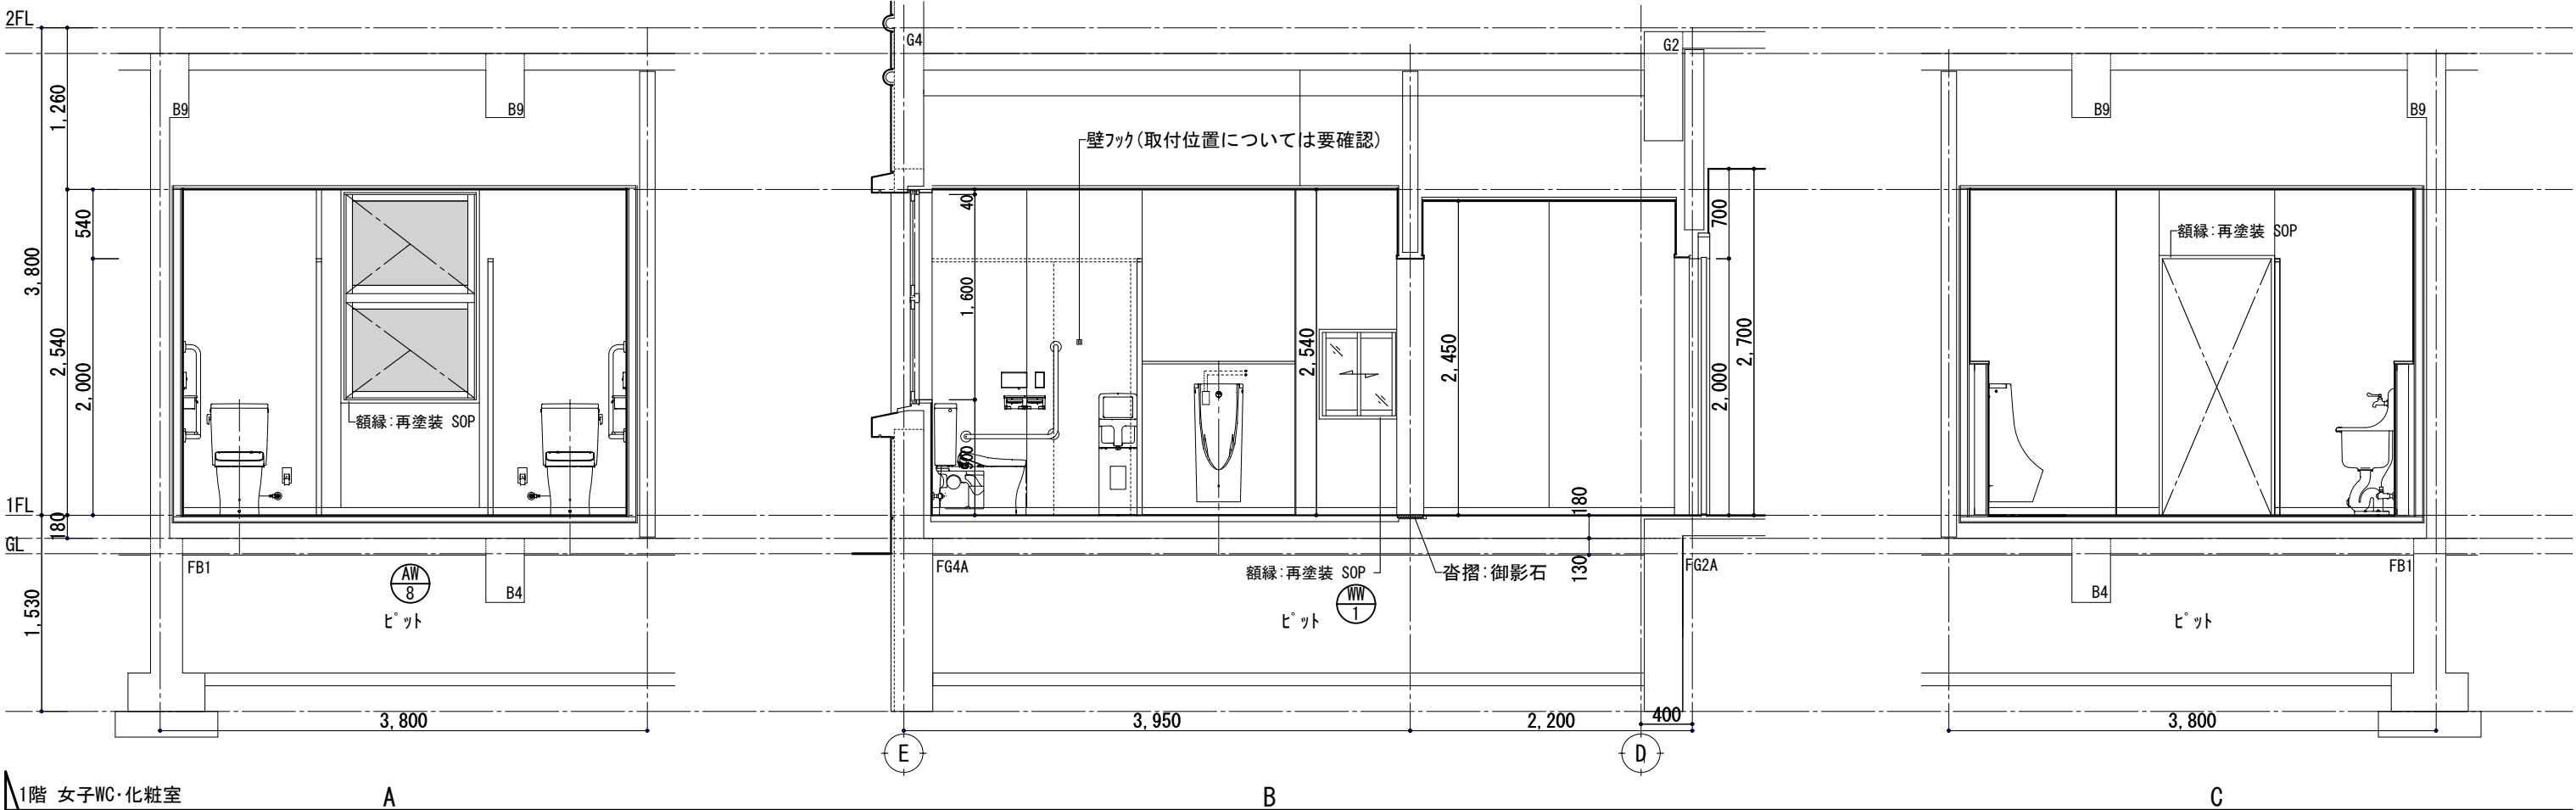 2FL
G4
G2
B9
B9
B9
B9
1,260
壁フック(取付位置については要確認)
540
3,800
2,540
2,000
40
1,600
900
2,540
2,450
700
2,000
2,700
額縁:再塗装 SOP
額縁:再塗装 SOP
1FL
180
GL
180
130
FB1
AW
8
B4
FG4A
額縁:再塗装 SOP
WW
1
沓摺:御影石
FG2A
FB1
B4
1,530
ピット
ピット
ピット
3,800
3,950
2,200
400
3,800
E
D
1階 女子WC・化粧室
A
B
C